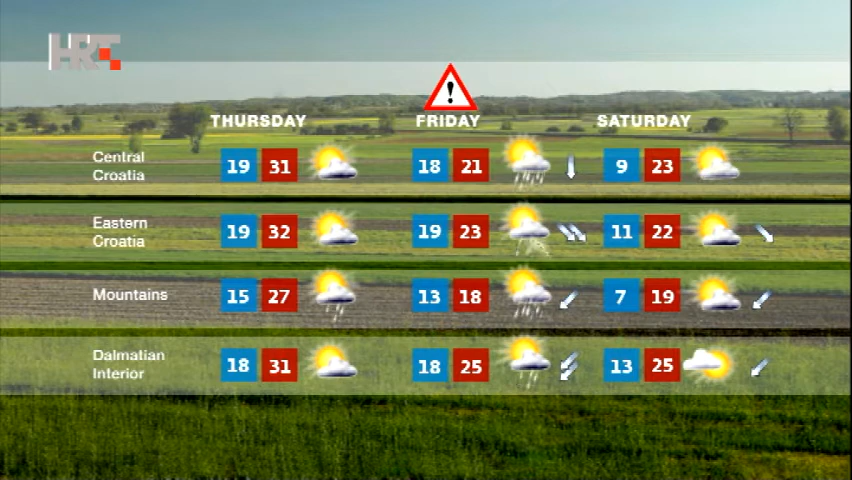 HRT
!
THURSDAY FRIDAY SATURDAY
Central
Croatia
19 31 18 21 9 23
Eastern
Croatia
19 32 19 23 11 22
Mountains 15 27 13 18 7 19
Dalmatian
Interior
18 31 18 25 13 25